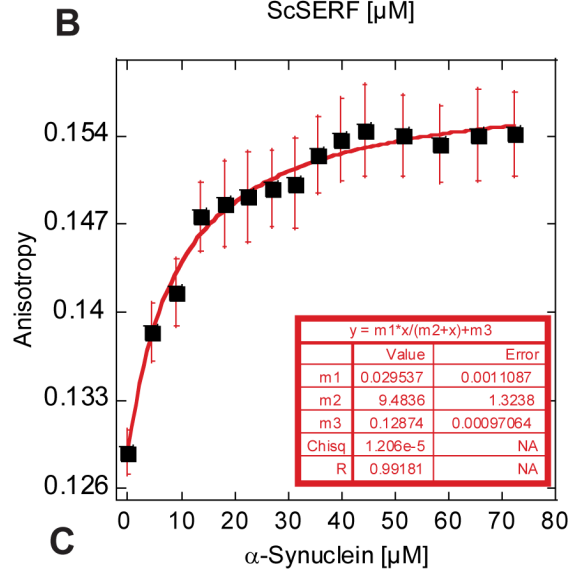 ScSERF [µM]
B
0.154
0.147
0.14
0.133
0.126
Anisotropy
y = m1*x/(m2+x)+m3
Value Error
m1 0.029537 0.0011087
m2 9.4836 1.3238
m3 0.12874 0.00097064
Chisq 1.206e-5 NA
R 0.99181 NA
0 10 20 30 40 50 60 70 80
α-Synuclein [µM]
C